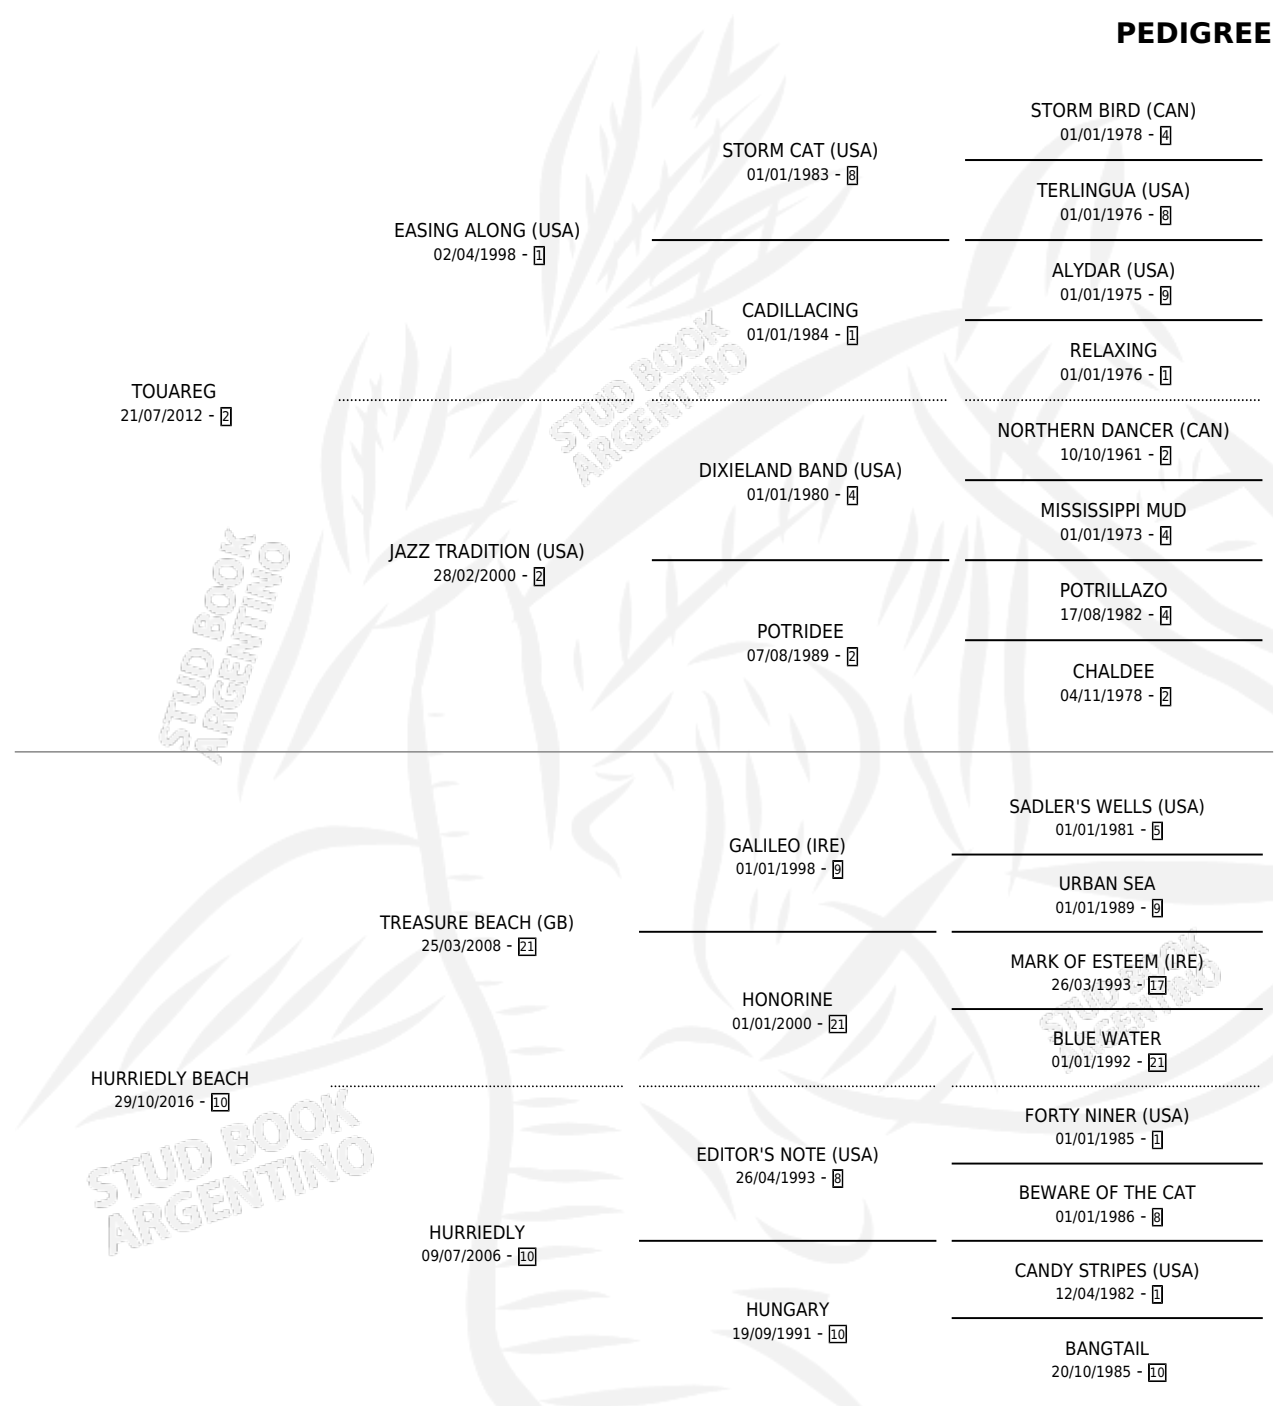 PEDIGREE
STORM BIRD (CAN)
01/01/1978 - 4
STORM CAT (USA)
01/01/1983 - 8
TERLINGUA (USA)
01/01/1976 - 8
EASING ALONG (USA)
02/04/1998 - 1
ALYDAR (USA)
01/01/1975 - 9
CADILLACING
01/01/1984 - 1
RELAXING
01/01/1976 - 1
TOUAREG
21/07/2012 - 2
NORTHERN DANCER (CAN)
10/10/1961 - 2
DIXIELAND BAND (USA)
01/01/1980 - 4
MISSISSIPPI MUD
01/01/1973 - 4
JAZZ TRADITION (USA)
28/02/2000 - 2
POTRILLAZO
17/08/1982 - 4
POTRIDEE
07/08/1989 - 2
CHALDEE
04/11/1978 - 2
SADLER'S WELLS (USA)
01/01/1981 - 5
GALILEO (IRE)
01/01/1998 - 9
URBAN SEA
01/01/1989 - 9
TREASURE BEACH (GB)
25/03/2008 - 21
MARK OF ESTEEM (IRE)
26/03/1993 - 17
HONORINE
01/01/2000 - 21
BLUE WATER
01/01/1992 - 21
HURRIEDLY BEACH
29/10/2016 - 10
FORTY NINER (USA)
01/01/1985 - 1
EDITOR'S NOTE (USA)
26/04/1993 - 8
BEWARE OF THE CAT
01/01/1986 - 8
HURRIEDLY
09/07/2006 - 10
CANDY STRIPES (USA)
12/04/1982 - 1
HUNGARY
19/09/1991 - 10
BANGTAIL
20/10/1985 - 10
STUD BOOK
ARGENTINO
STUD BOOK
ARGENTINO
STUD BOOK
ARGENTINO
STUD BOOK
ARGENTINO